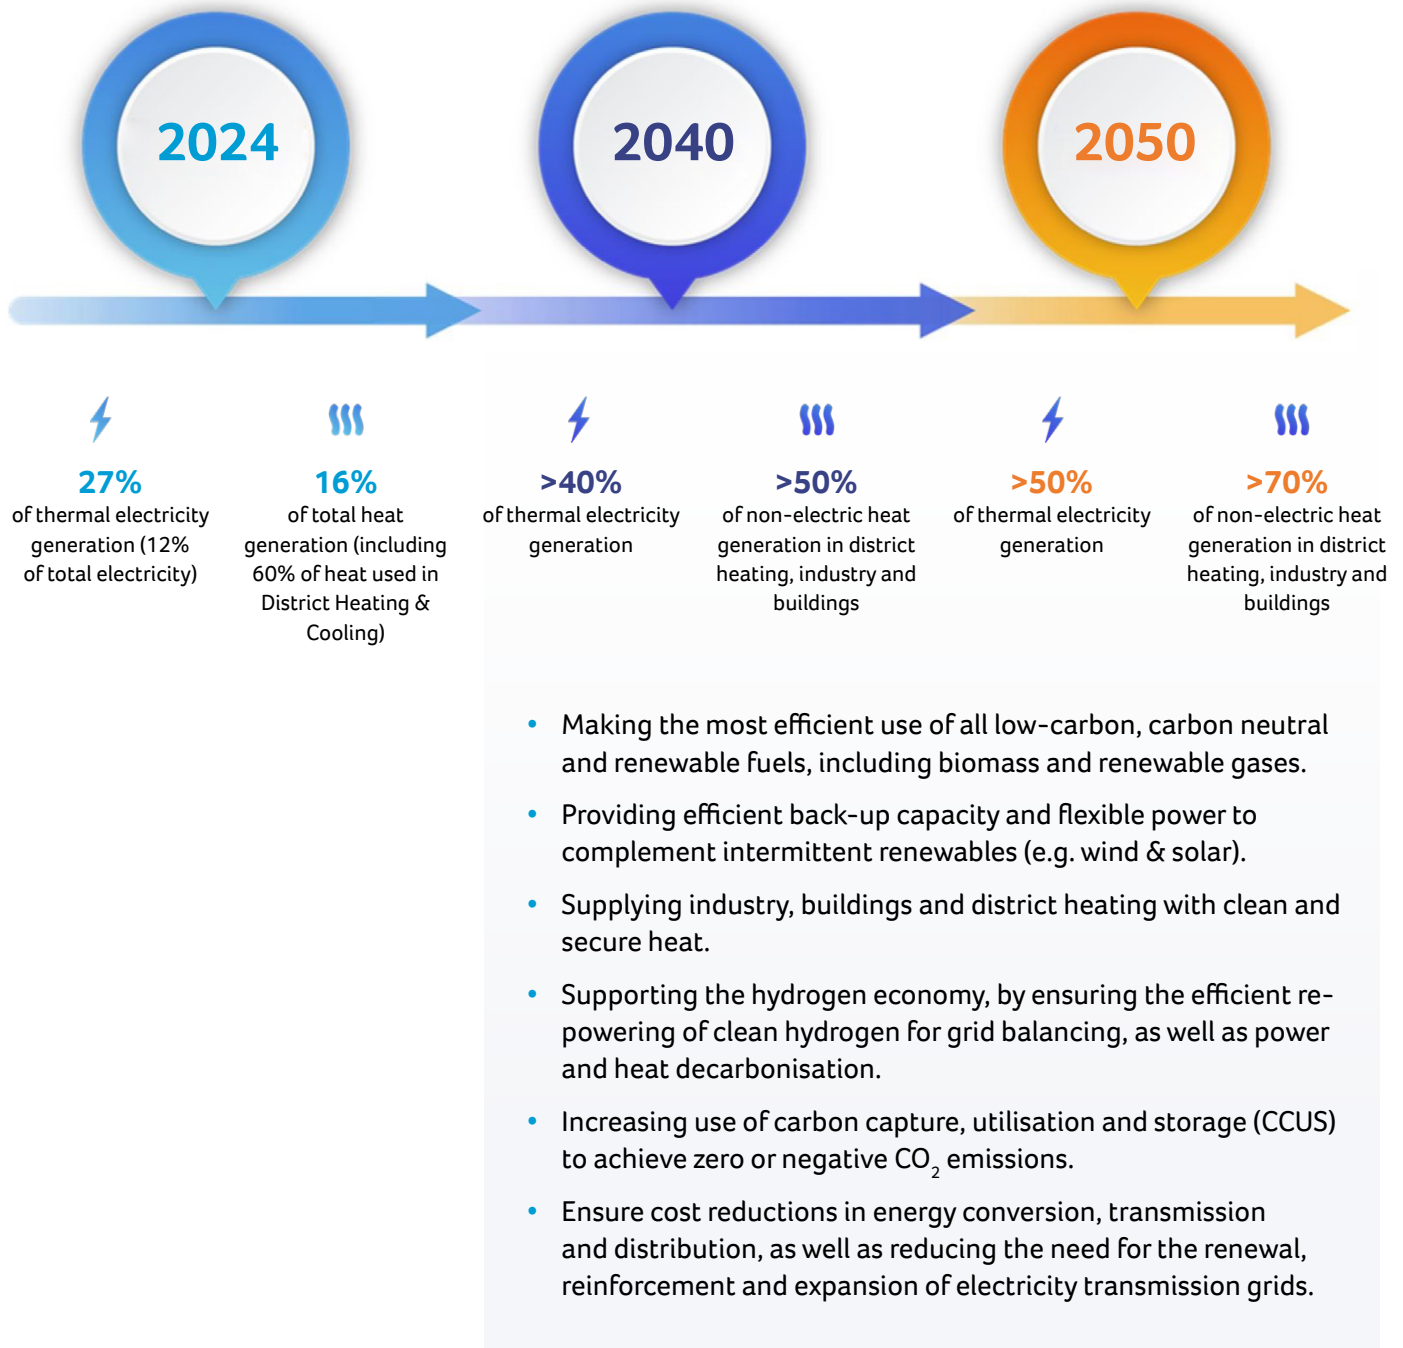 2024
2040
2050
27%
of thermal electricity
generation (12%
of total electricity)
16%
of total heat
generation (including
60% of heat used in
District Heating &
Cooling)
>40%
of thermal electricity
generation
>50%
of non-electric heat
generation in district
heating, industry and
buildings
>50%
of thermal electricity
generation
>70%
of non-electric heat
generation in district
heating, industry and
buildings
• Making the most efficient use of all low-carbon, carbon neutral
and renewable fuels, including biomass and renewable gases.
• Providing efficient back-up capacity and flexible power to
complement intermittent renewables (e.g. wind & solar).
• Supplying industry, buildings and district heating with clean and
secure heat.
• Supporting the hydrogen economy, by ensuring the efficient re-
powering of clean hydrogen for grid balancing, as well as power
and heat decarbonisation.
• Increasing use of carbon capture, utilisation and storage (CCUS)
to achieve zero or negative CO₂ emissions.
• Ensure cost reductions in energy conversion, transmission
and distribution, as well as reducing the need for the renewal,
reinforcement and expansion of electricity transmission grids.